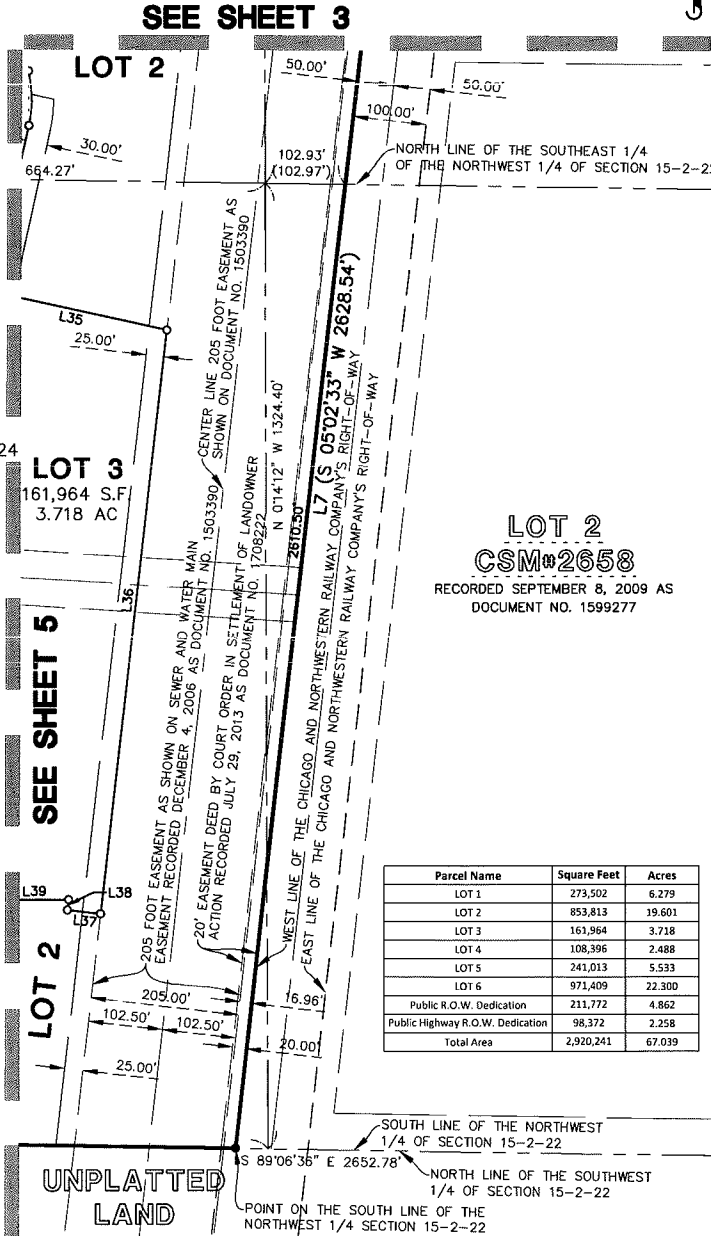 SEE SHEET 3
LOT 2
50.00'
50.00'
100.00'
30.00'
664.27'
102.93'
(102.97')
NORTH LINE OF THE SOUTHEAST 1/4
OF THE NORTHWEST 1/4 OF SECTION 15-2-22
L35
25.00'
CENTER LINE 205 FOOT EASEMENT AS
SHOWN ON DOCUMENT NO. 1503390
N 0°14'12" W 1324.40'
L7 (S 05°02'33" W 2628.54')
2610.50'
24
LOT 3
161,964 S.F.
3.718 AC
L36
SEE SHEET 5
LOT 2
CSM#2658
RECORDED SEPTEMBER 8, 2009 AS
DOCUMENT NO. 1599277
205 FOOT EASEMENT AS SHOWN ON SEWER AND WATER MAIN
EASEMENT RECORDED DECEMBER 4, 2006 AS DOCUMENT NO. 1503390
20' EASEMENT DEED BY COURT ORDER IN SETTLEMENT OF LANDOWNER
ACTION RECORDED JULY 29, 2013 AS DOCUMENT NO. 1708222
WEST LINE OF THE CHICAGO AND NORTHWESTERN RAILWAY COMPANY'S RIGHT-OF-WAY
EAST LINE OF THE CHICAGO AND NORTHWESTERN RAILWAY COMPANY'S RIGHT-OF-WAY
L39
L38
L37
LOT 2
205.00'
16.96'
102.50'
102.50'
20.00'
25.00'
Parcel Name Square Feet Acres
LOT 1 273,502 6.279
LOT 2 853,813 19.601
LOT 3 161,964 3.718
LOT 4 108,396 2.488
LOT 5 241,013 5.533
LOT 6 971,409 22.300
Public R.O.W. Dedication 211,772 4.862
Public Highway R.O.W. Dedication 98,372 2.258
Total Area 2,920,241 67.039
SOUTH LINE OF THE NORTHWEST
1/4 OF SECTION 15-2-22
S 89°06'36" E 2652.78'
NORTH LINE OF THE SOUTHWEST
1/4 OF SECTION 15-2-22
UNPLATTED
LAND
POINT ON THE SOUTH LINE OF THE
NORTHWEST 1/4 SECTION 15-2-22